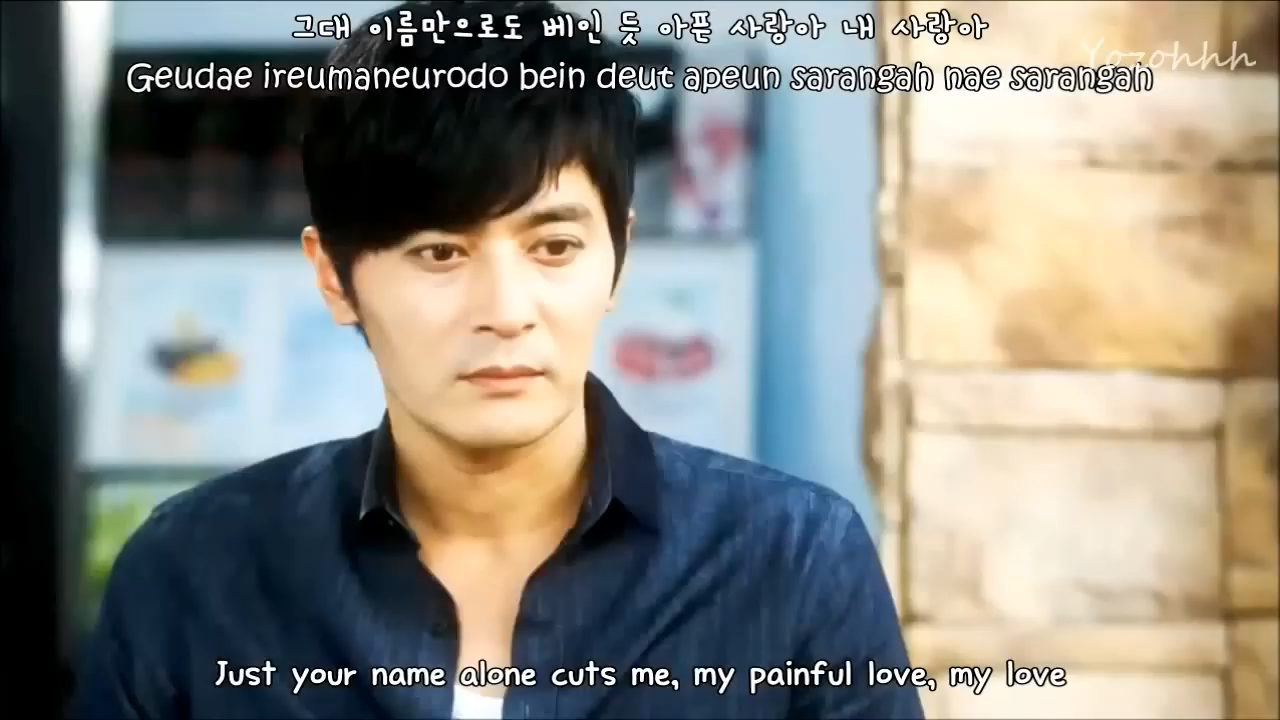 그대 이름만으로도 베인 듯 아픈 사랑아 내 사랑아
Yozohhh
Geudae ireumaneurodo bein deut apeun sarangah nae sarangah
Just your name alone cuts me, my painful love, my love